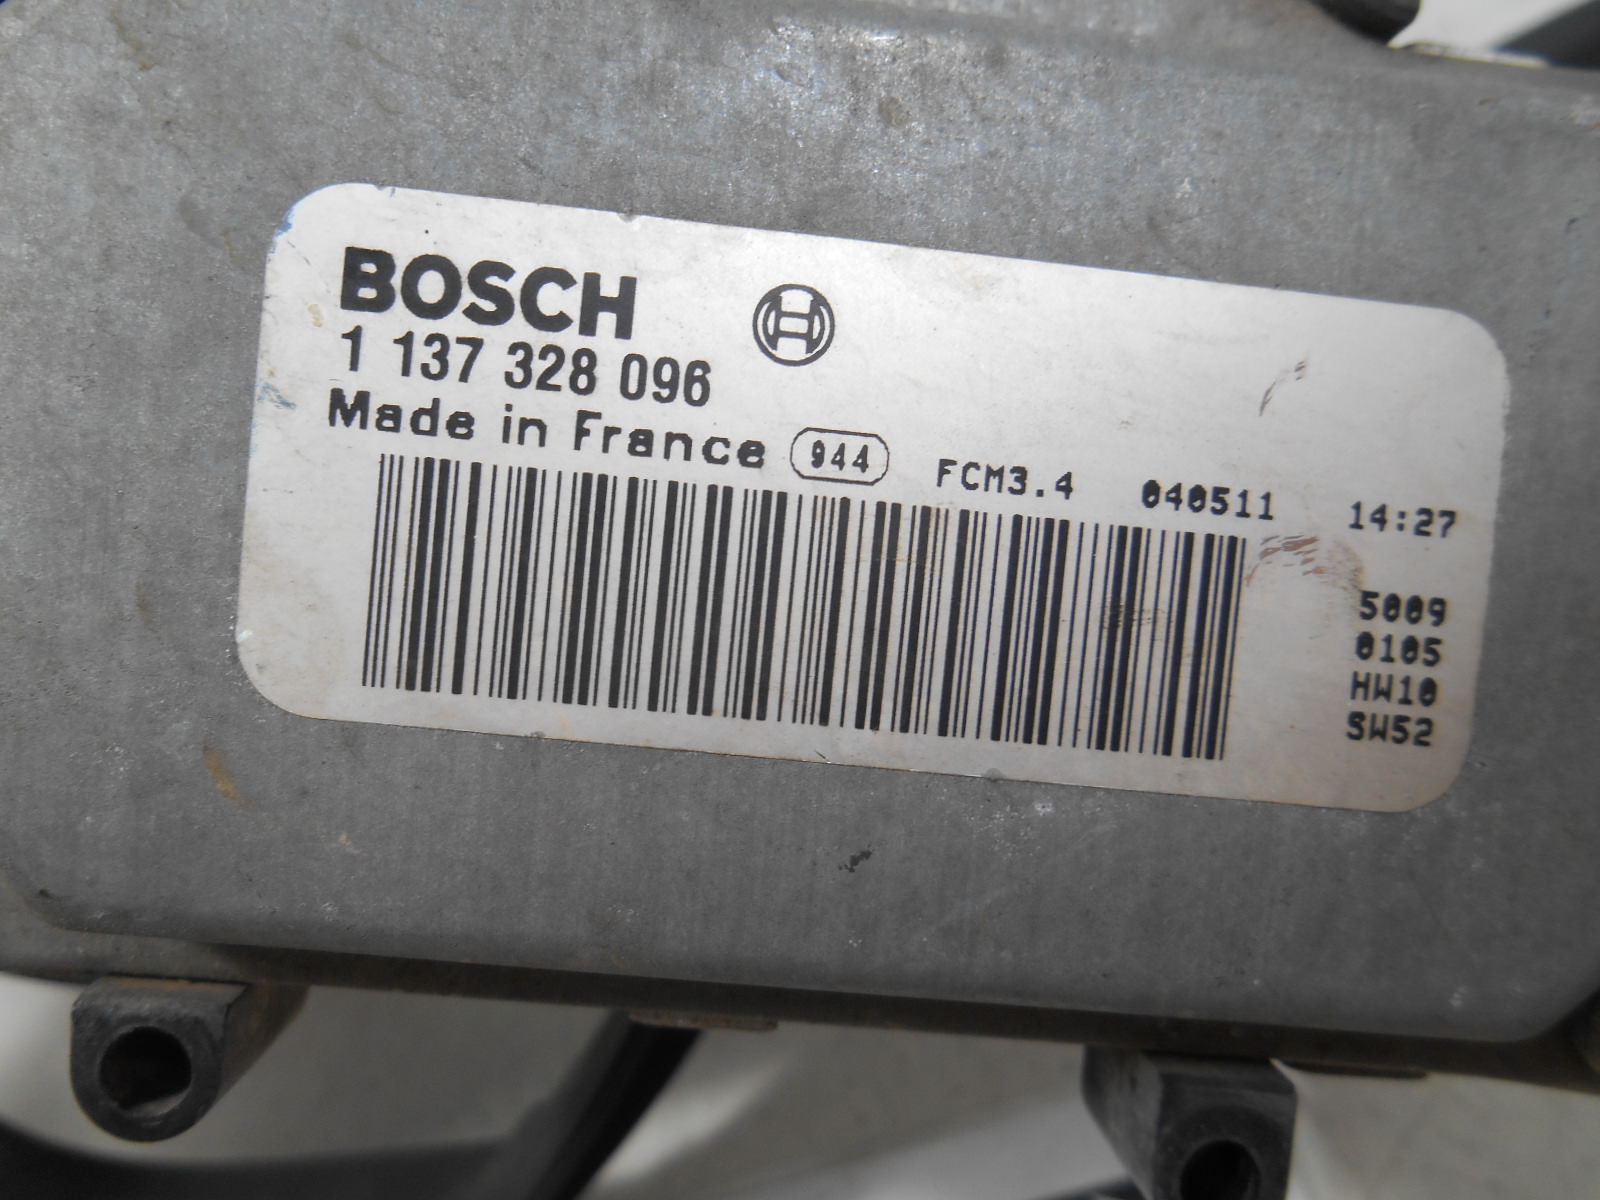 BOSCH
1 137 328 096
Made in France 944 FCM3.4 040511 14:27
5009
0105
HW10
SW52